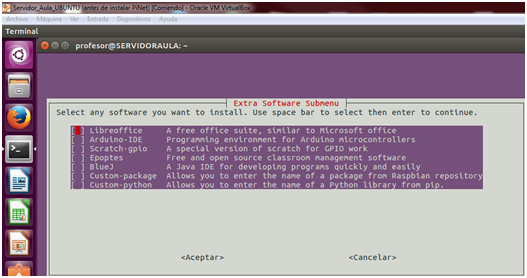 Servidor_Aula_UBUNTU (antes de instalar PiNet) [Corriendo] - Oracle VM VirtualBox
Archivo Máquina Ver Entrada Dispositivos Ayuda
Terminal
profesor@SERVIDORAULA: ~
Extra Software Submenu
Select any software you want to install. Use space bar to select then enter to continue.
[ ] Libreoffice A free office suite, similar to Microsoft office
[ ] Arduino-IDE Programming environment for Arduino Microcontrollers
[ ] Scratch-gpio A special version of scratch for GPIO work
[ ] Epoptes Free and open source classroom management software
[ ] BlueJ A Java IDE for developing programs quickly and easily
[ ] Custom-package Allows you to enter the name of a package from Raspbian repository
[ ] Custom-python Allows you to enter the name of a Python library from pip.
<Aceptar> <Cancelar>